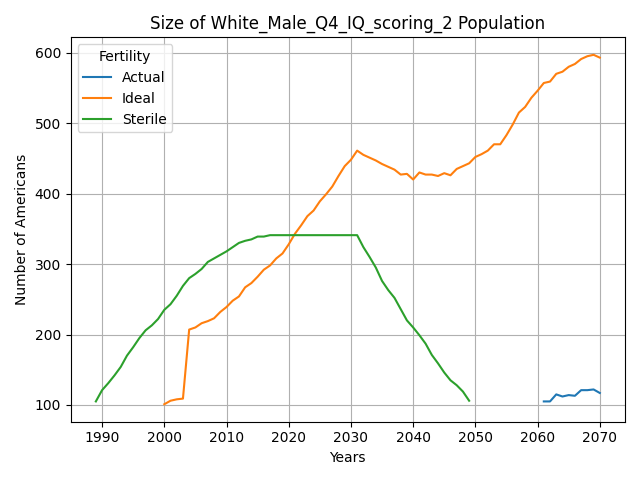 Size of White_Male_Q4_IQ_scoring_2 Population
Fertility
Actual
Ideal
Sterile
Number of Americans
600
500
400
300
200
100
1990 2000 2010 2020 2030 2040 2050 2060 2070
Years